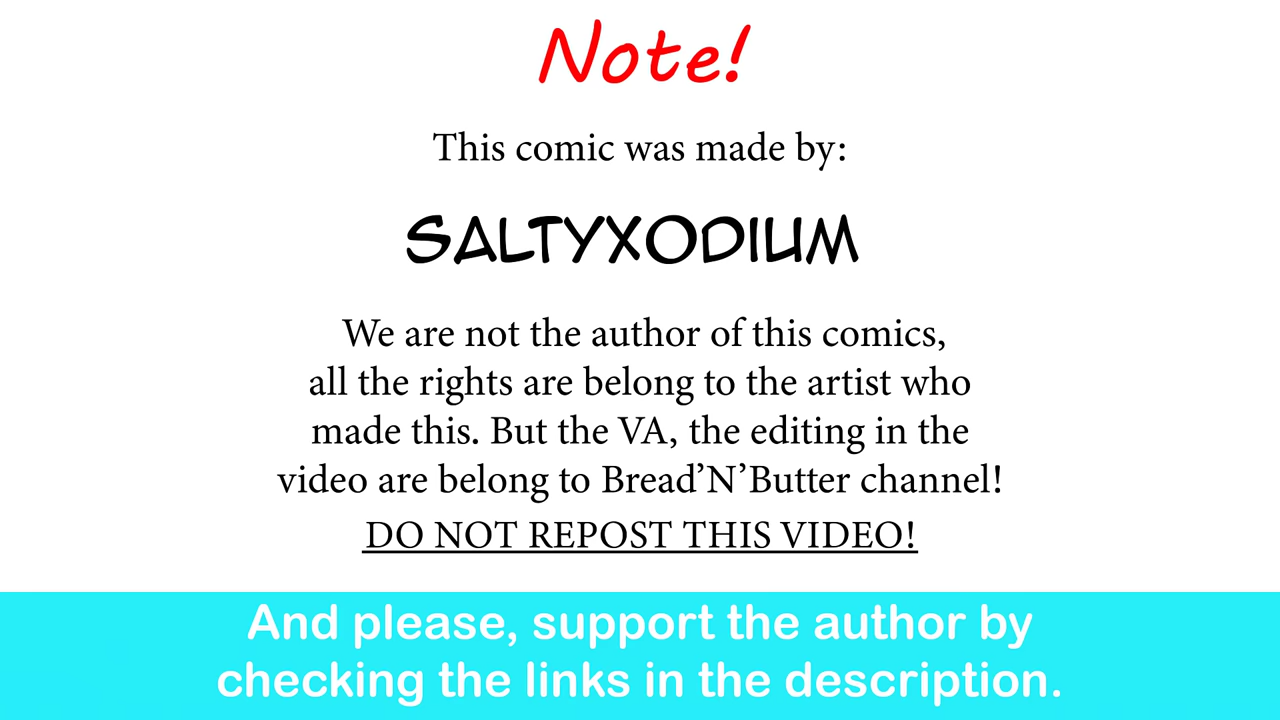 Note!
This comic was made by:
SALTYXODIUM
We are not the author of this comics,
all the rights are belong to the artist who
made this. But the VA, the editing in the
video are belong to Bread’N’Butter channel!
DO NOT REPOST THIS VIDEO!
And please, support the author by
checking the links in the description.